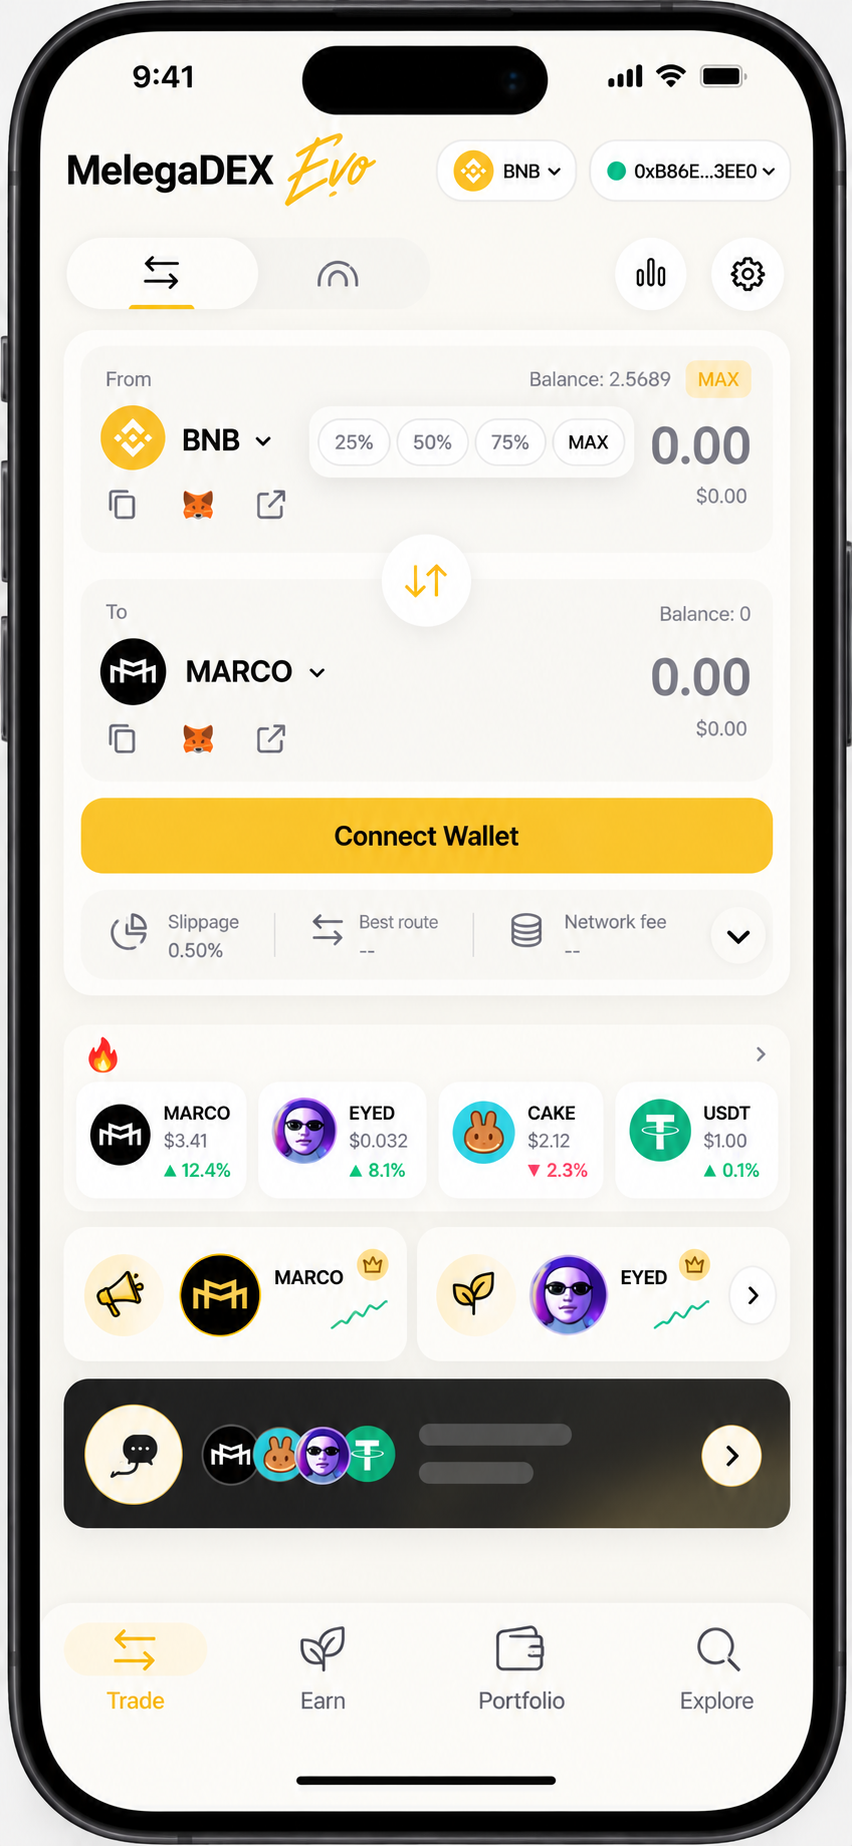 9:41
MelegaDEX Evo
BNB
0xB86E...3EE0
From
Balance: 2.5689 MAX
BNB
25% 50% 75% MAX
0.00
$0.00
To
Balance: 0
MARCO
0.00
$0.00
Connect Wallet
Slippage
0.50%
Best route
--
Network fee
--
MARCO
$3.41
▲ 12.4%
EYED
$0.032
▲ 8.1%
CAKE
$2.12
▼ 2.3%
USDT
$1.00
▲ 0.1%
MARCO
EYED
Trade
Earn
Portfolio
Explore